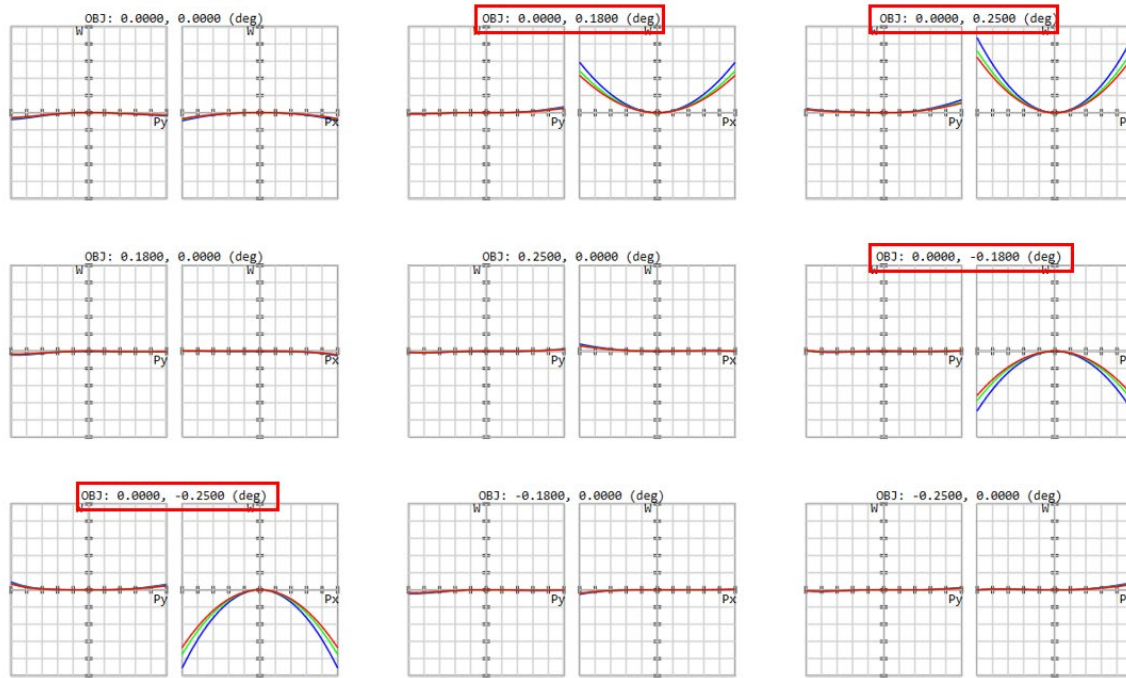 OBJ: 0.0000, 0.0000 (deg)
W
Py
Px
OBJ: 0.0000, 0.1800 (deg)
W
W
Py
Px
OBJ: 0.0000, 0.2500 (deg)
W
W
Py
P
OBJ: 0.1800, 0.0000 (deg)
W
W
Py
Px
OBJ: 0.2500, 0.0000 (deg)
W
W
Py
Px
OBJ: 0.0000, -0.1800 (deg)
W
W
Py
P
OBJ: 0.0000, -0.2500 (deg)
W
W
Py
Px
OBJ: -0.1800, 0.0000 (deg)
W
W
Py
Px
OBJ: -0.2500, 0.0000 (deg)
W
W
Py
P